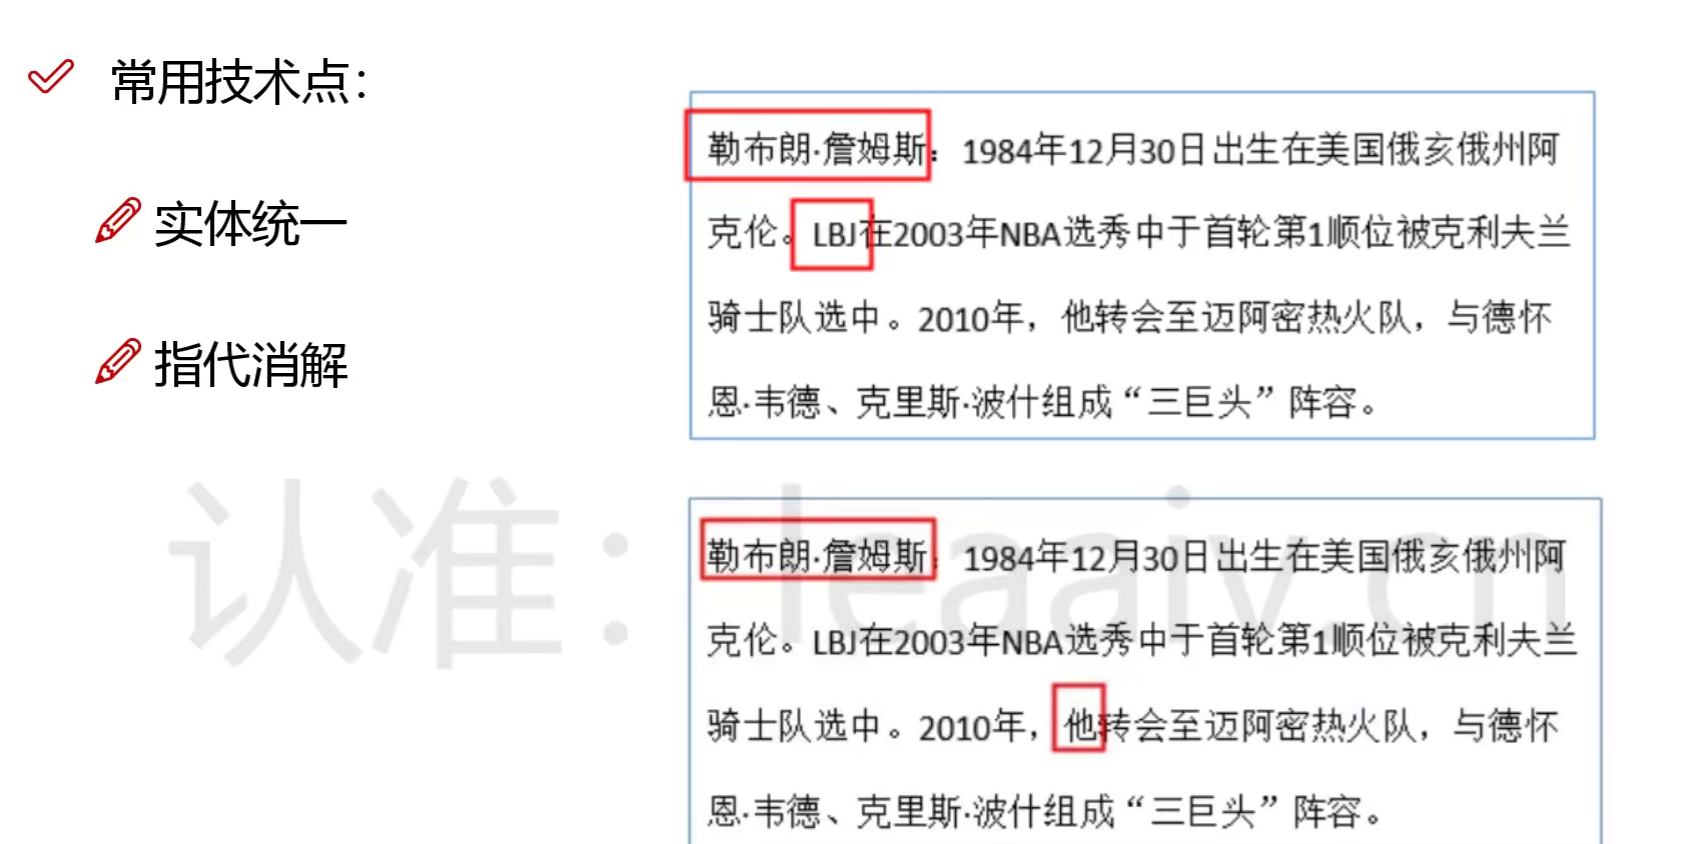 常用技术点：
实体统一
指代消解
勒布朗·詹姆斯：1984年12月30日出生在美国俄亥俄州阿
克伦。LBJ在2003年NBA选秀中于首轮第1顺位被克利夫兰
骑士队选中。2010年，他转会至迈阿密热火队，与德怀
恩·韦德、克里斯·波什组成“三巨头”阵容。
勒布朗·詹姆斯：1984年12月30日出生在美国俄亥俄州阿
克伦。LBJ在2003年NBA选秀中于首轮第1顺位被克利夫兰
骑士队选中。2010年，他转会至迈阿密热火队，与德怀
恩·韦德、克里斯·波什组成“三巨头”阵容。
认准：leaaiv.cn